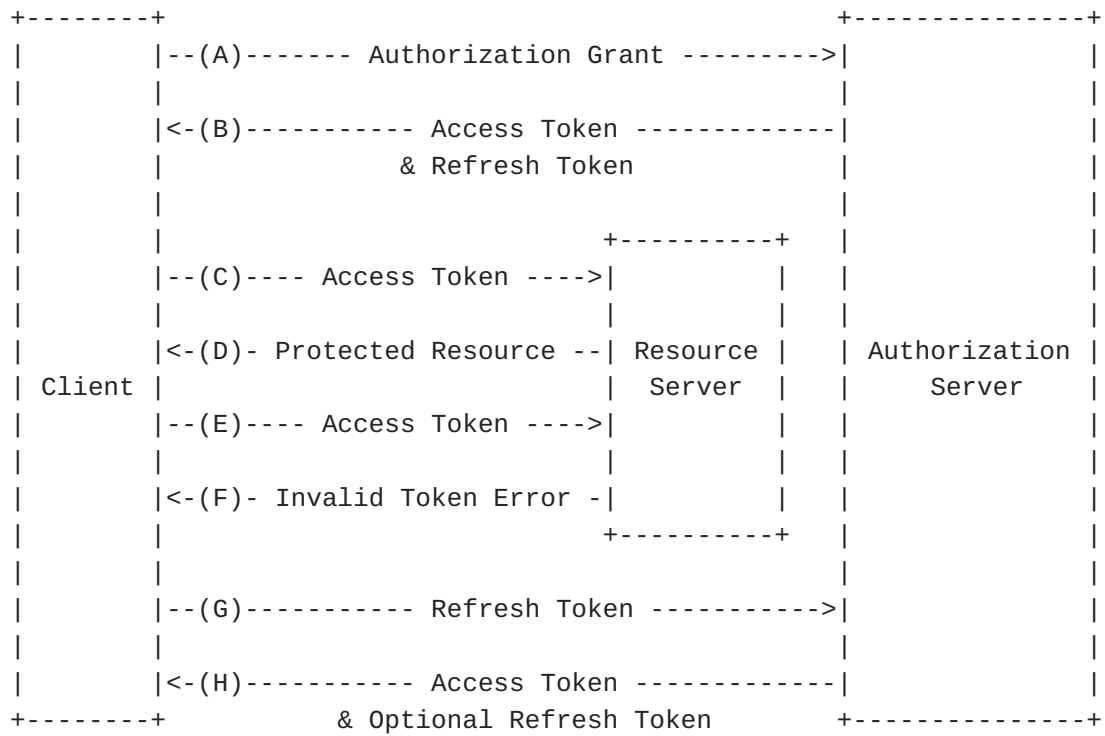 +--------+                                           +---------------+
|        |--(A)------- Authorization Grant --------->|               |
|        |                                           |               |
|        |<-(B)----------- Access Token -------------|               |
|        |               & Refresh Token             |               |
|        |                                           |               |
|        |                            +----------+   |               |
|        |--(C)---- Access Token ---->|          |   |               |
|        |                            |          |   |               |
|        |<-(D)- Protected Resource --| Resource |   | Authorization |
| Client |                            |  Server  |   |     Server    |
|        |--(E)---- Access Token ---->|          |   |               |
|        |                            |          |   |               |
|        |<-(F)- Invalid Token Error -|          |   |               |
|        |                            +----------+   |               |
|        |                                           |               |
|        |--(G)----------- Refresh Token ----------->|               |
|        |                                           |               |
|        |<-(H)----------- Access Token -------------|               |
+--------+           & Optional Refresh Token        +---------------+